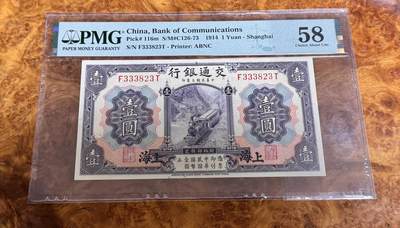 PMG
PAPER MONEY GUARANTY
China, Bank of Communications
Pick# 116m S/M#C126-73 1914 1 Yuan - Shanghai
S/N F333823T - Printer: ABNC
58
Choice About Unc
行銀通交
F333823T
F333823T
壹
壹
圓
圓
海上
海上